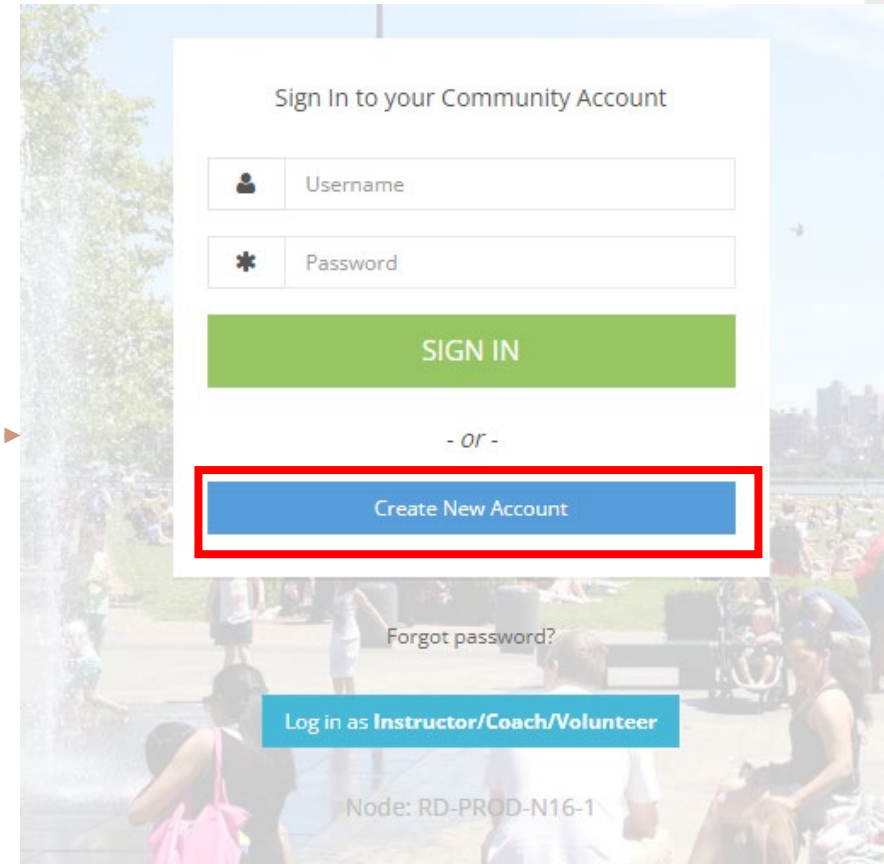 Sign In to your Community Account
Username
Password
SIGN IN
- or -
Create New Account
Forgot password?
Log in as Instructor/Coach/Volunteer
Node: RD-PROD-N16-1